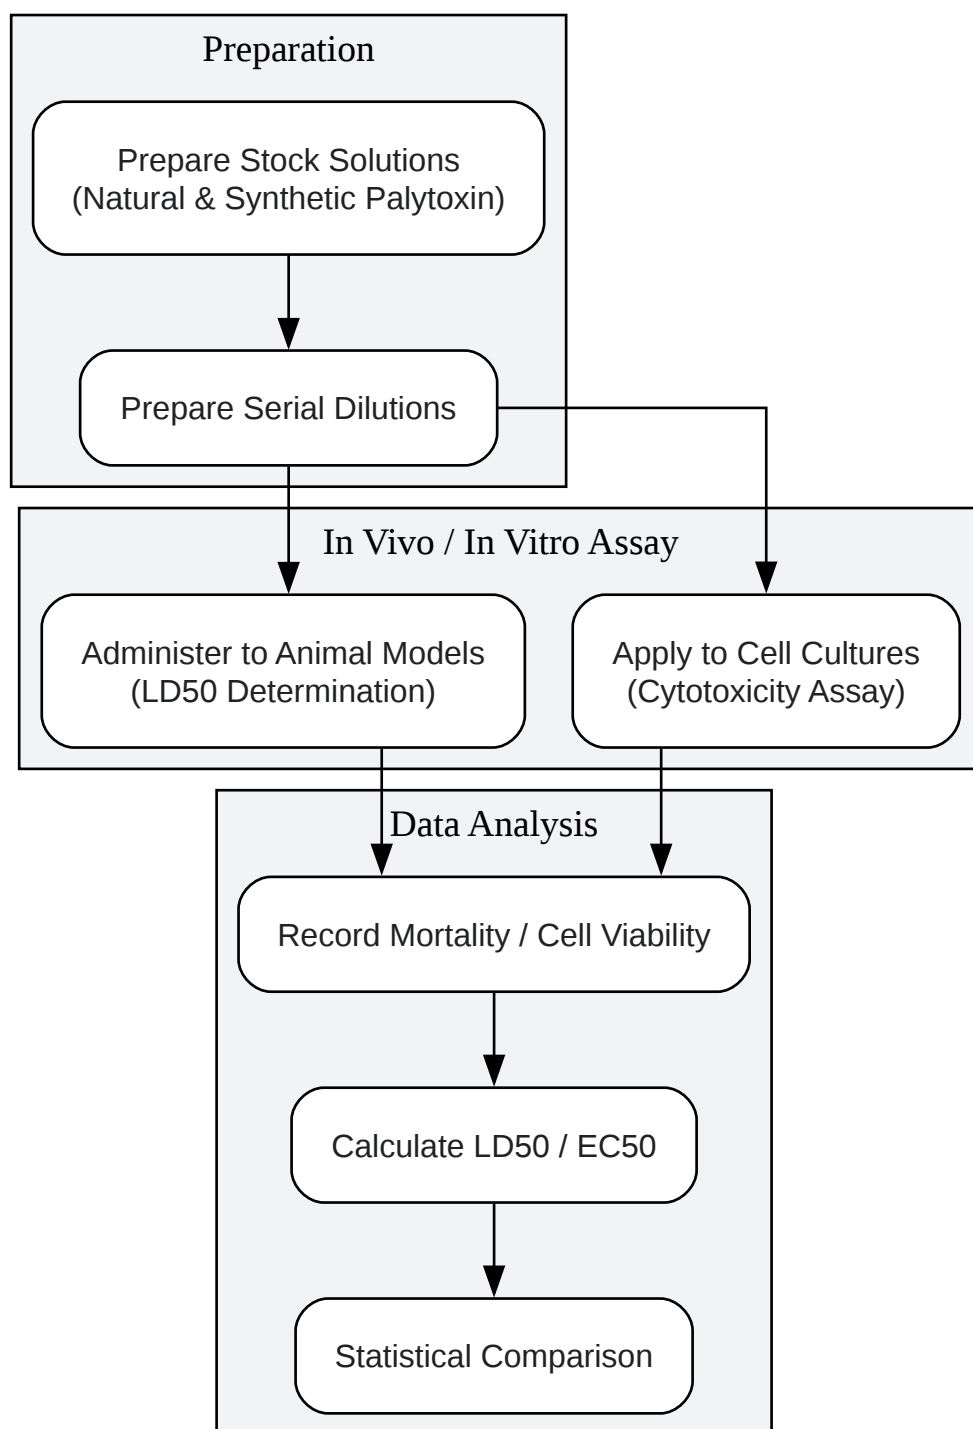 Preparation
Prepare Stock Solutions
(Natural & Synthetic Palytoxin)
Prepare Serial Dilutions
In Vivo / In Vitro Assay
Administer to Animal Models
(LD50 Determination)
Apply to Cell Cultures
(Cytotoxicity Assay)
Data Analysis
Record Mortality / Cell Viability
Calculate LD50 / EC50
Statistical Comparison